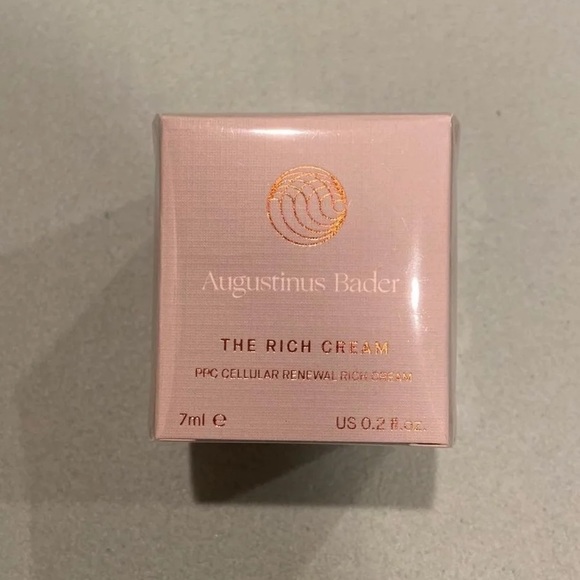 Augustinus Bader
THE RICH CREAM
PPC CELLULAR RENEWAL RICH CREAM
7ml ℮
US 0.2 fl.oz.